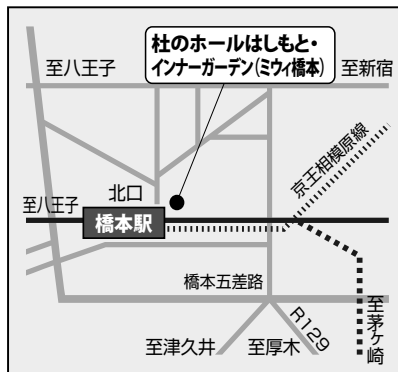 杜のホールはしもと・
インナーガーデン(ミウィ橋本)
至八王子
至新宿
京王相模原線
北口
至八王子
橋本駅
橋本五差路
R129
至茅ヶ崎
至津久井
至厚木